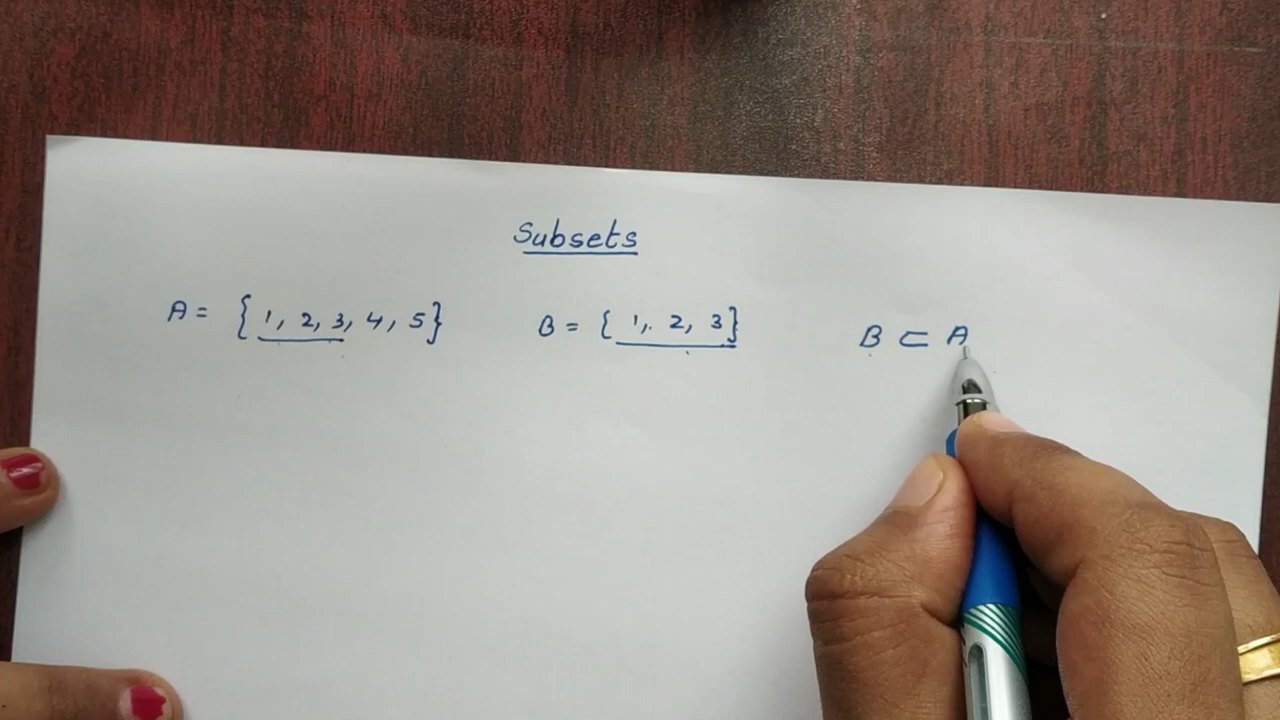 Subsets
A = { 1, 2, 3, 4, 5} B = { 1, 2, 3} B ⊂ A